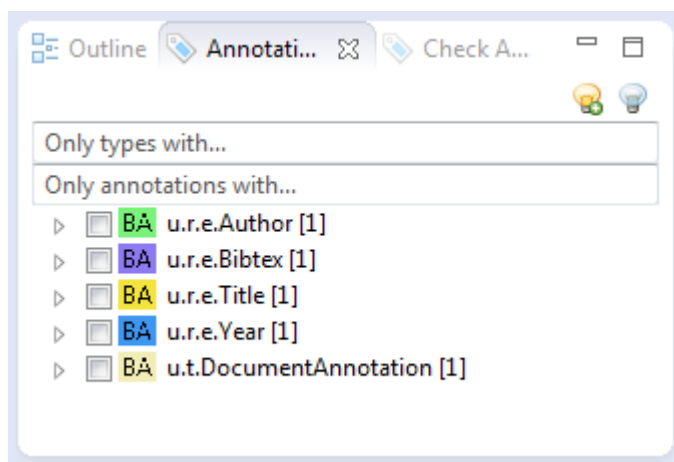 Outline Annotati... Check A...
Only types with...
Only annotations with...
BA u.r.e.Author [1]
BA u.r.e.Bibtex [1]
BA u.r.e.Title [1]
BA u.r.e.Year [1]
BA u.t.DocumentAnnotation [1]